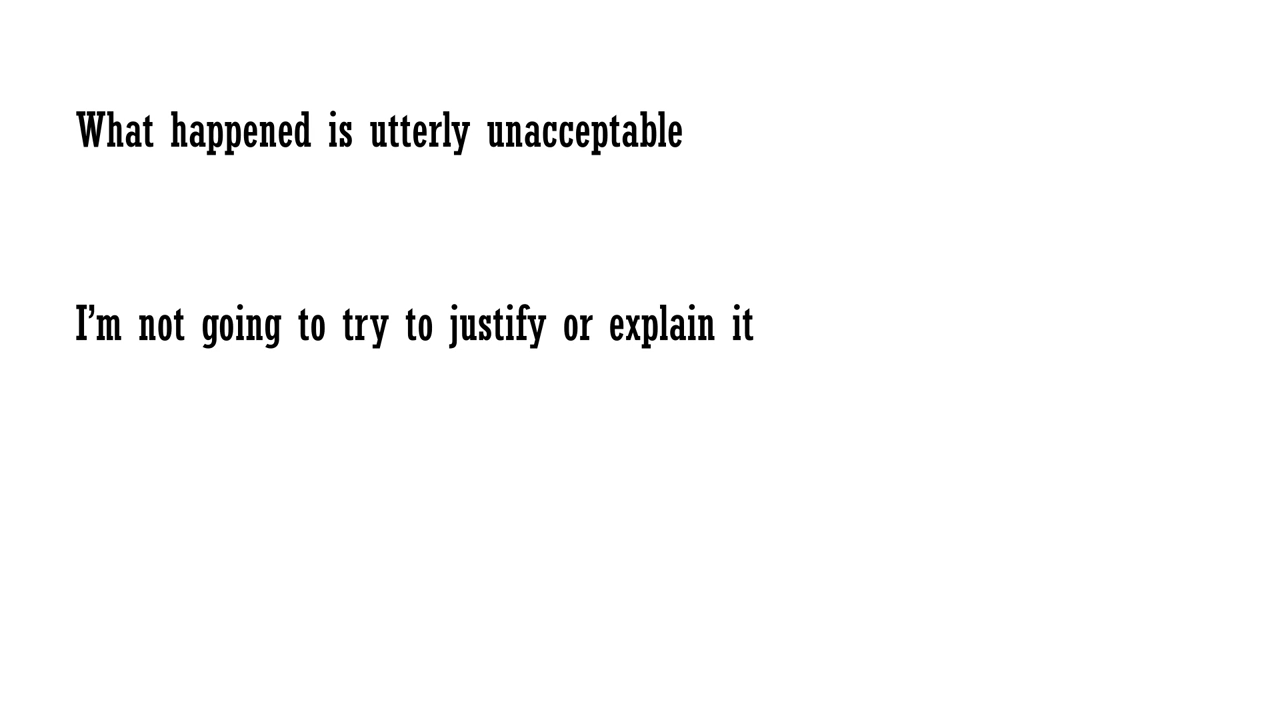 What happened is utterly unacceptable
I’m not going to try to justify or explain it